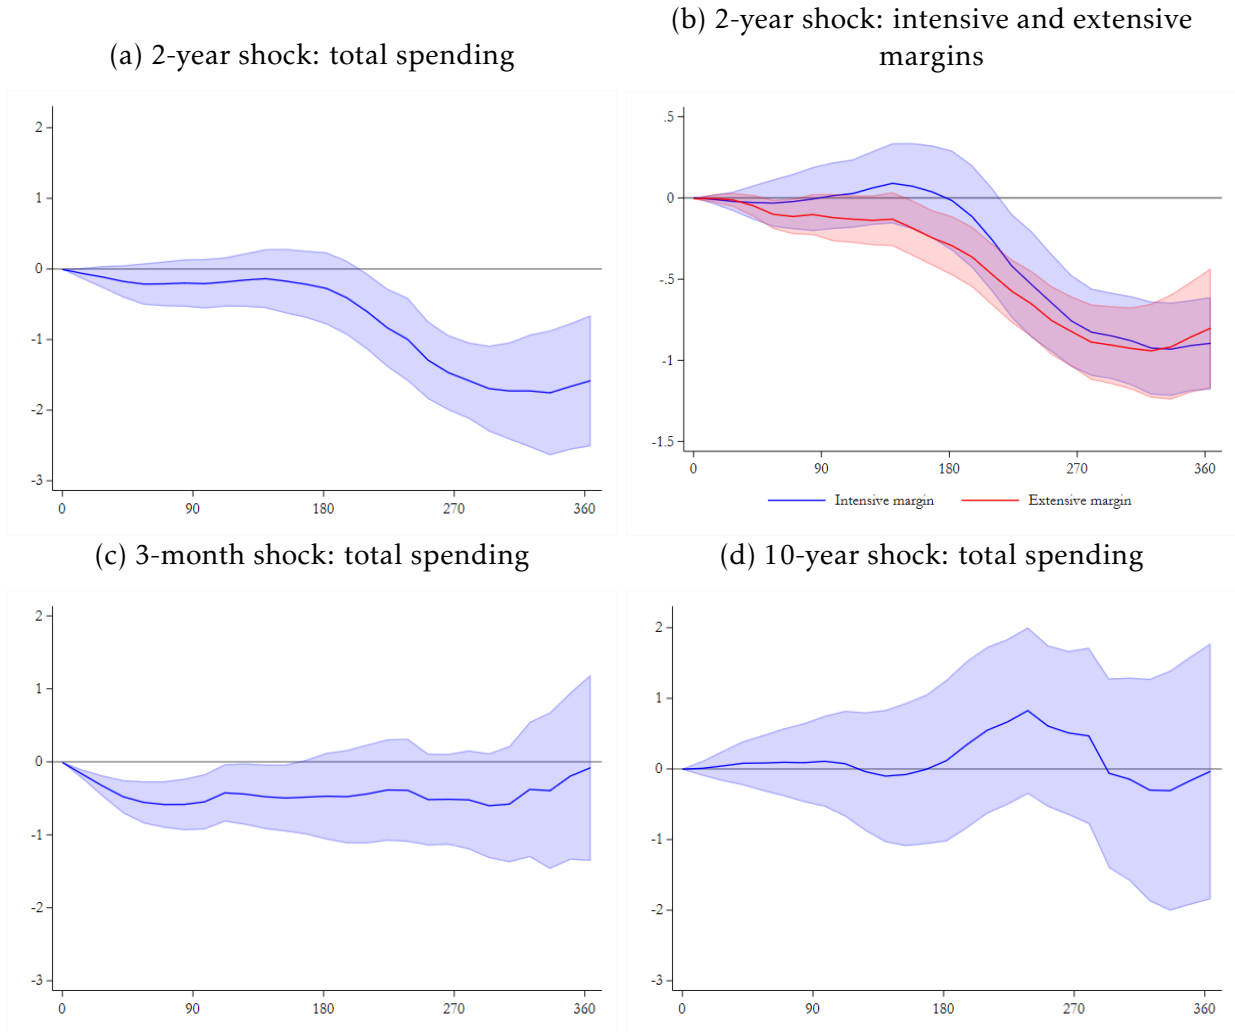 (a) 2-year shock: total spending
2
1
0
-1
-2
-3
0 90 180 270 360
(b) 2-year shock: intensive and extensive
margins
.5
0
-.5
-1
-1.5
0 90 180 270 360
Intensive margin Extensive margin
(c) 3-month shock: total spending
2
1
0
-1
-2
-3
0 90 180 270 360
(d) 10-year shock: total spending
2
1
0
-1
-2
-3
0 90 180 270 360